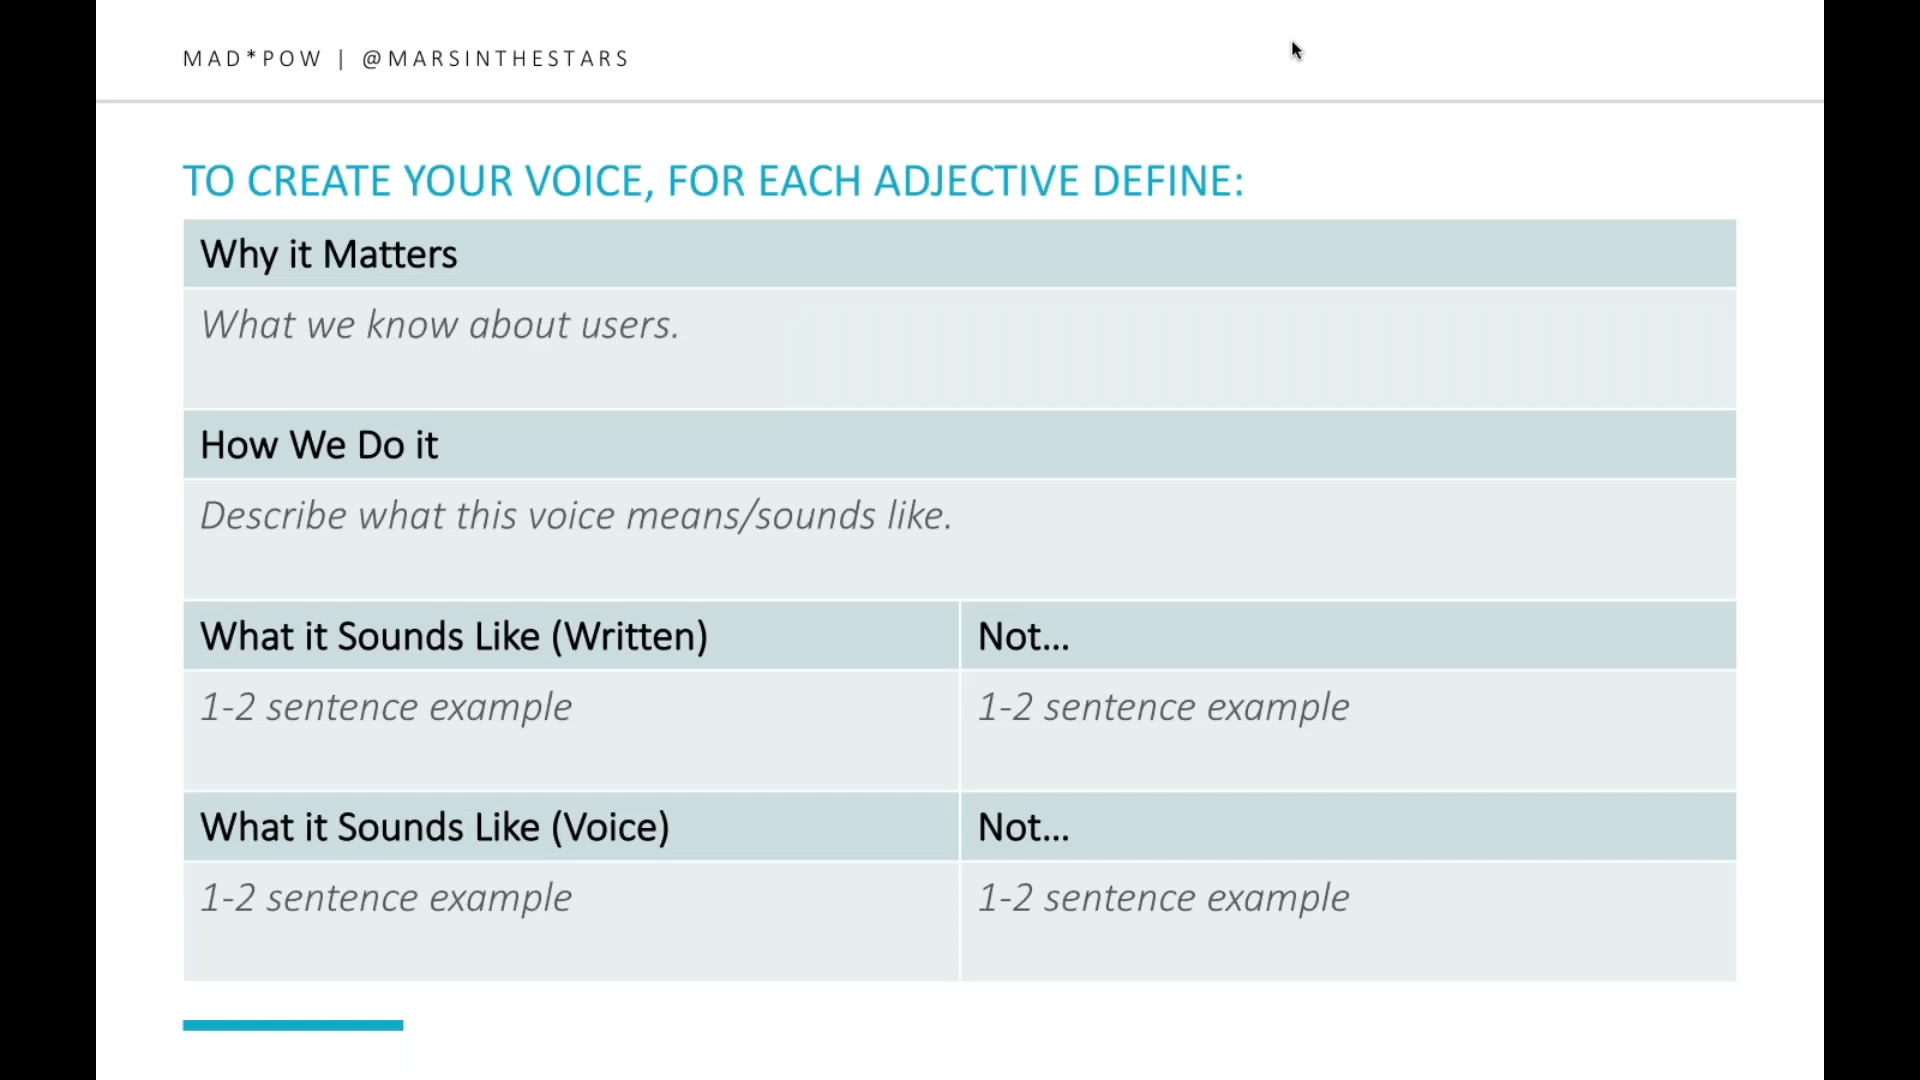 MAD*POW | @MARSINTHESTARS
TO CREATE YOUR VOICE, FOR EACH ADJECTIVE DEFINE:
Why it Matters
What we know about users.
How We Do it
Describe what this voice means/sounds like.
What it Sounds Like (Written)
Not...
1-2 sentence example
1-2 sentence example
What it Sounds Like (Voice)
Not...
1-2 sentence example
1-2 sentence example